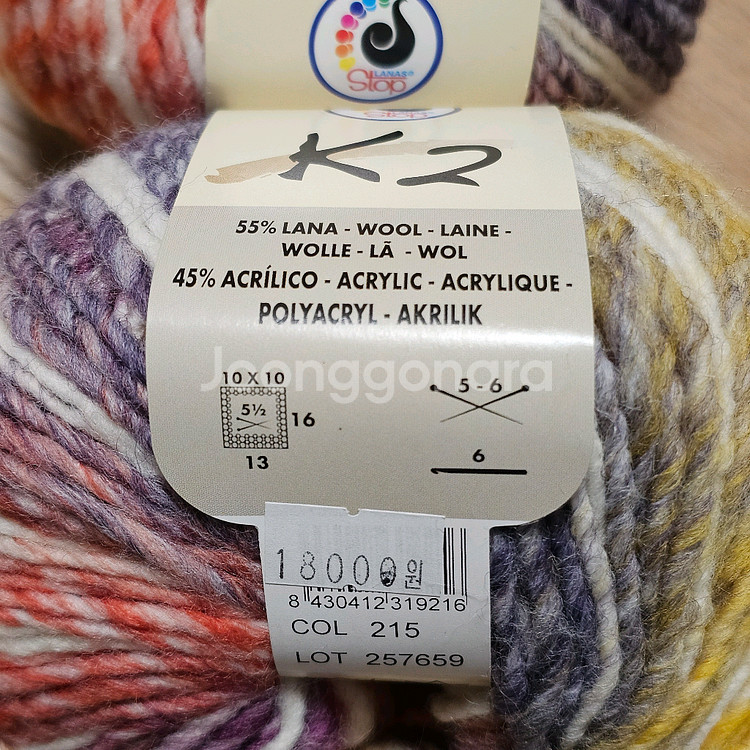 LANAS®
Stop
K2
55% LANA - WOOL - LAINE -
WOLLE - LÃ - WOL
45% ACRÍLICO - ACRYLIC - ACRYLIQUE -
POLYACRYL - AKRILIK
Joonggonara
10 X 10
5½
16
13
5 - 6
6
18000원
8 430412 319216
COL 215
LOT 257659